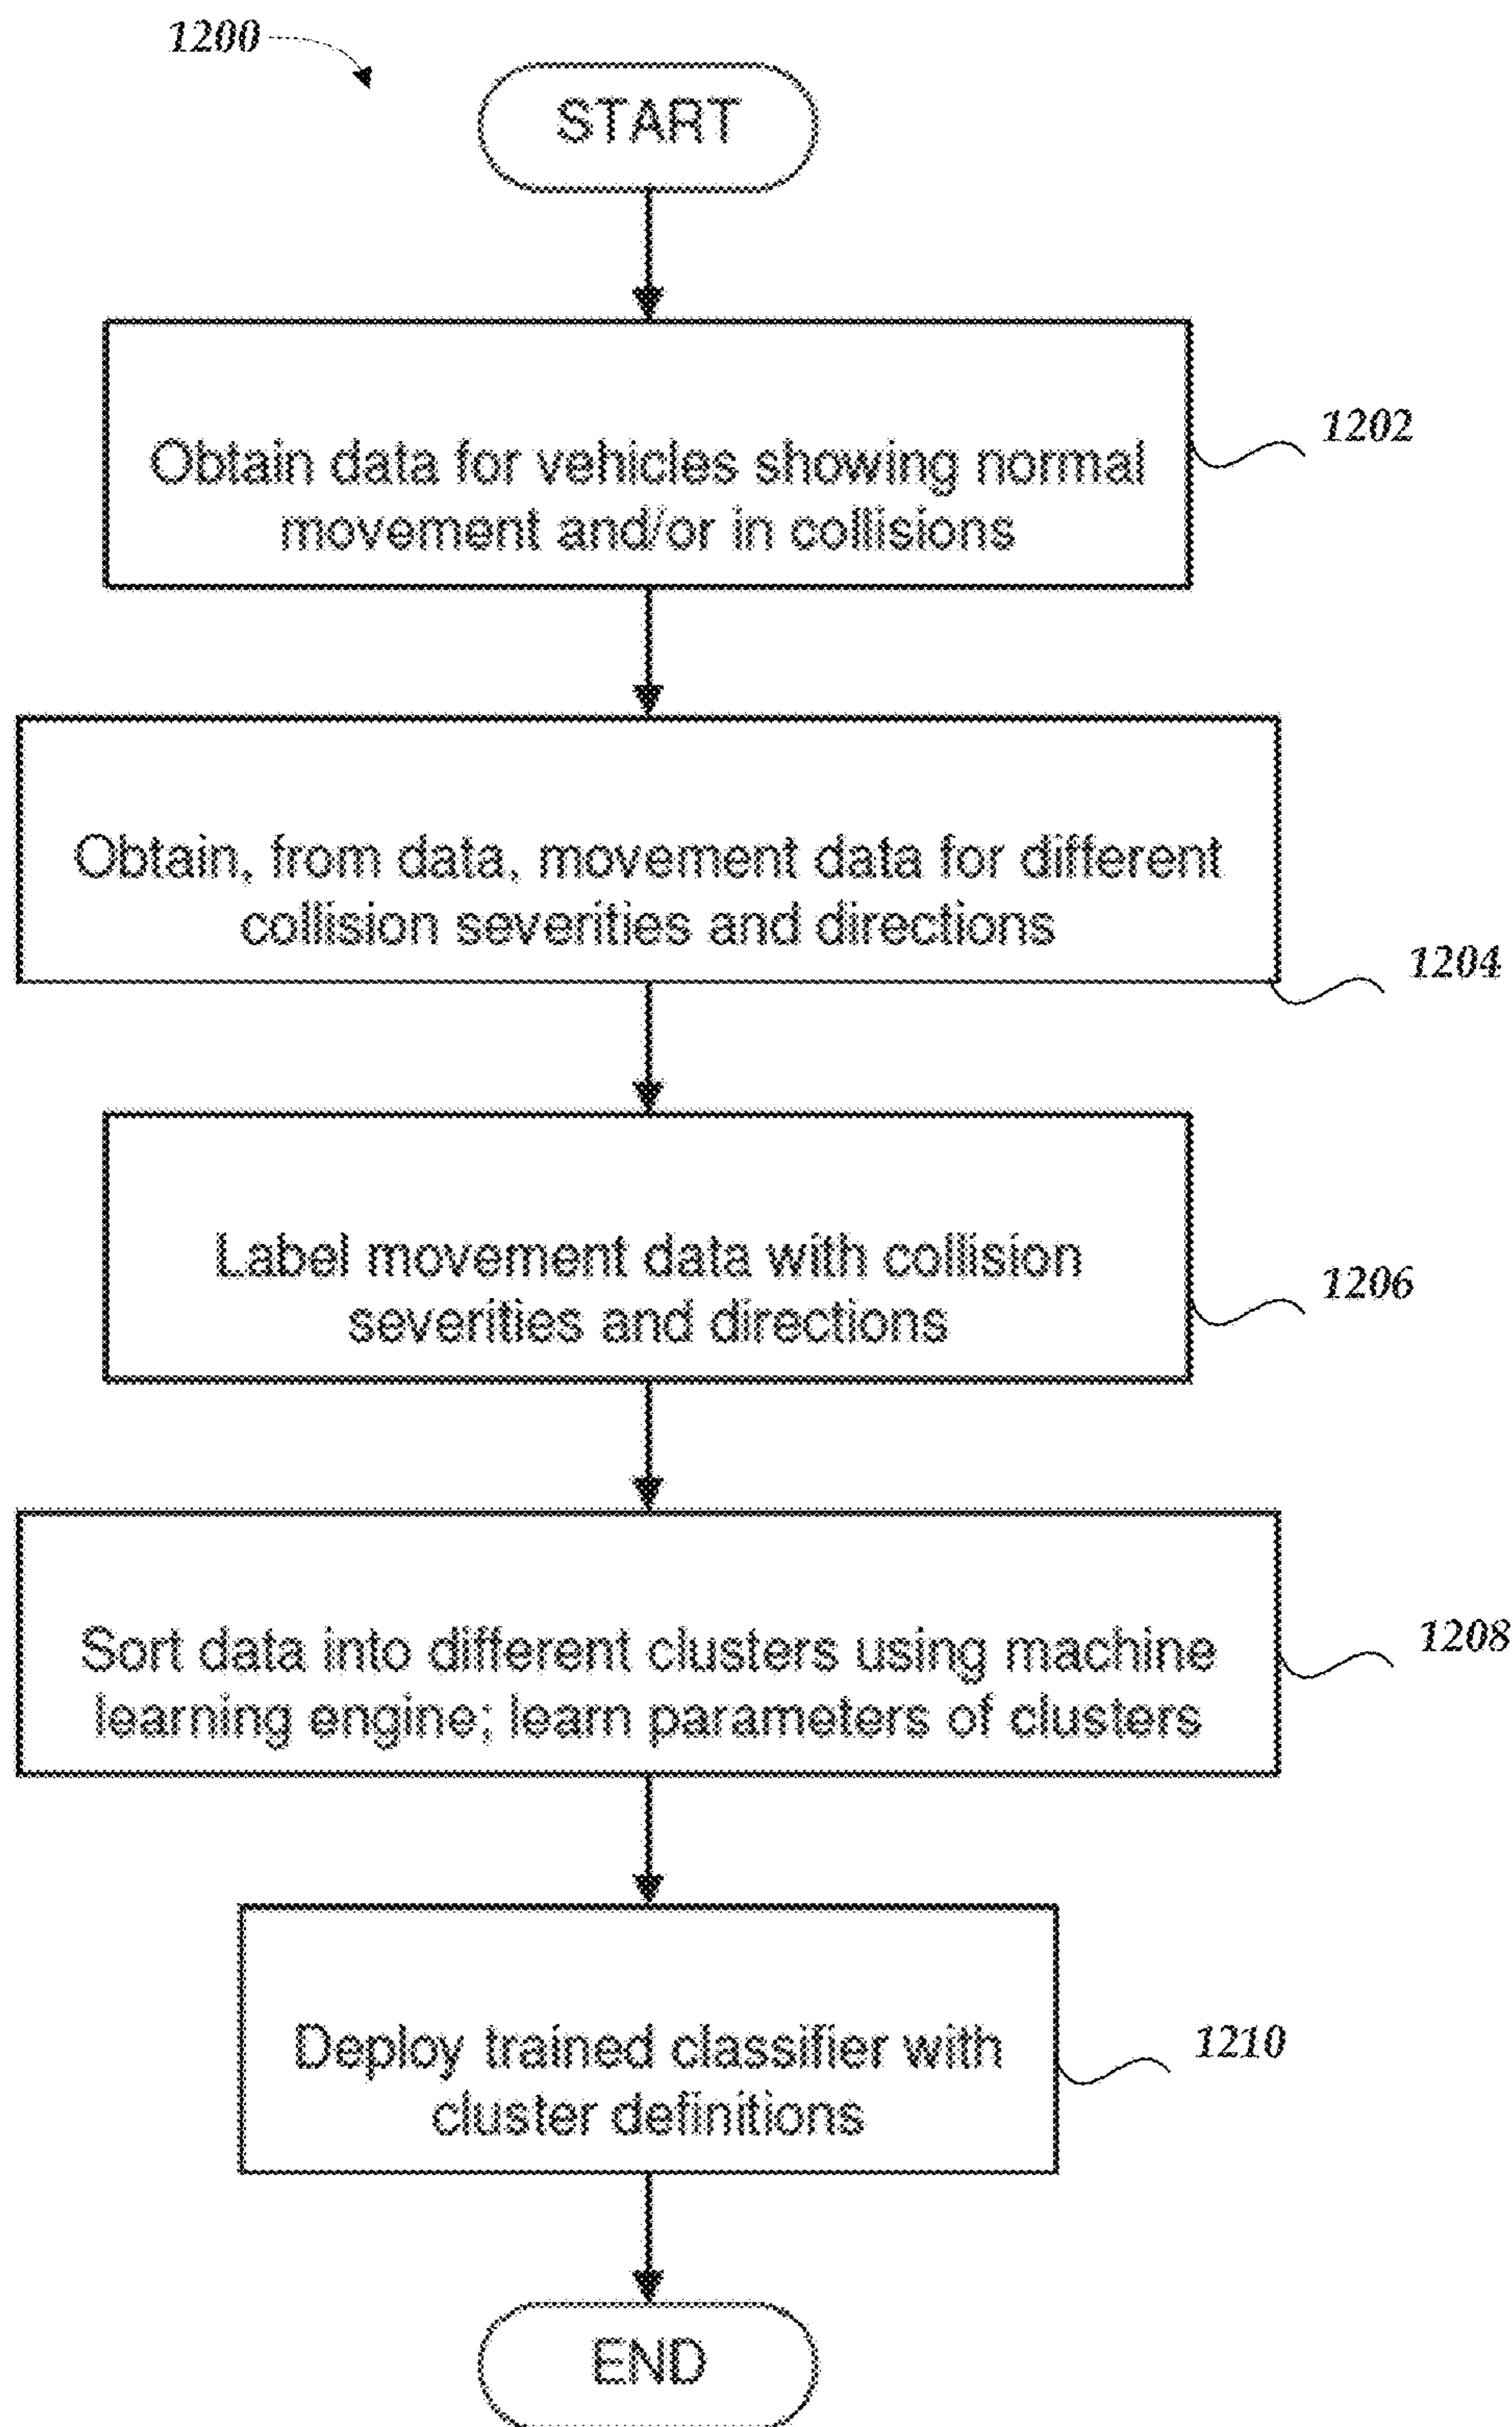 1200
START
Obtain data for vehicles showing normal
movement and/or in collisions
1202
Obtain, from data, movement data for different
collision severities and directions
1204
Label movement data with collision
severities and directions
1206
Sort data into different clusters using machine
learning engine; learn parameters of clusters
1208
Deploy trained classifier with
cluster definitions
1210
END